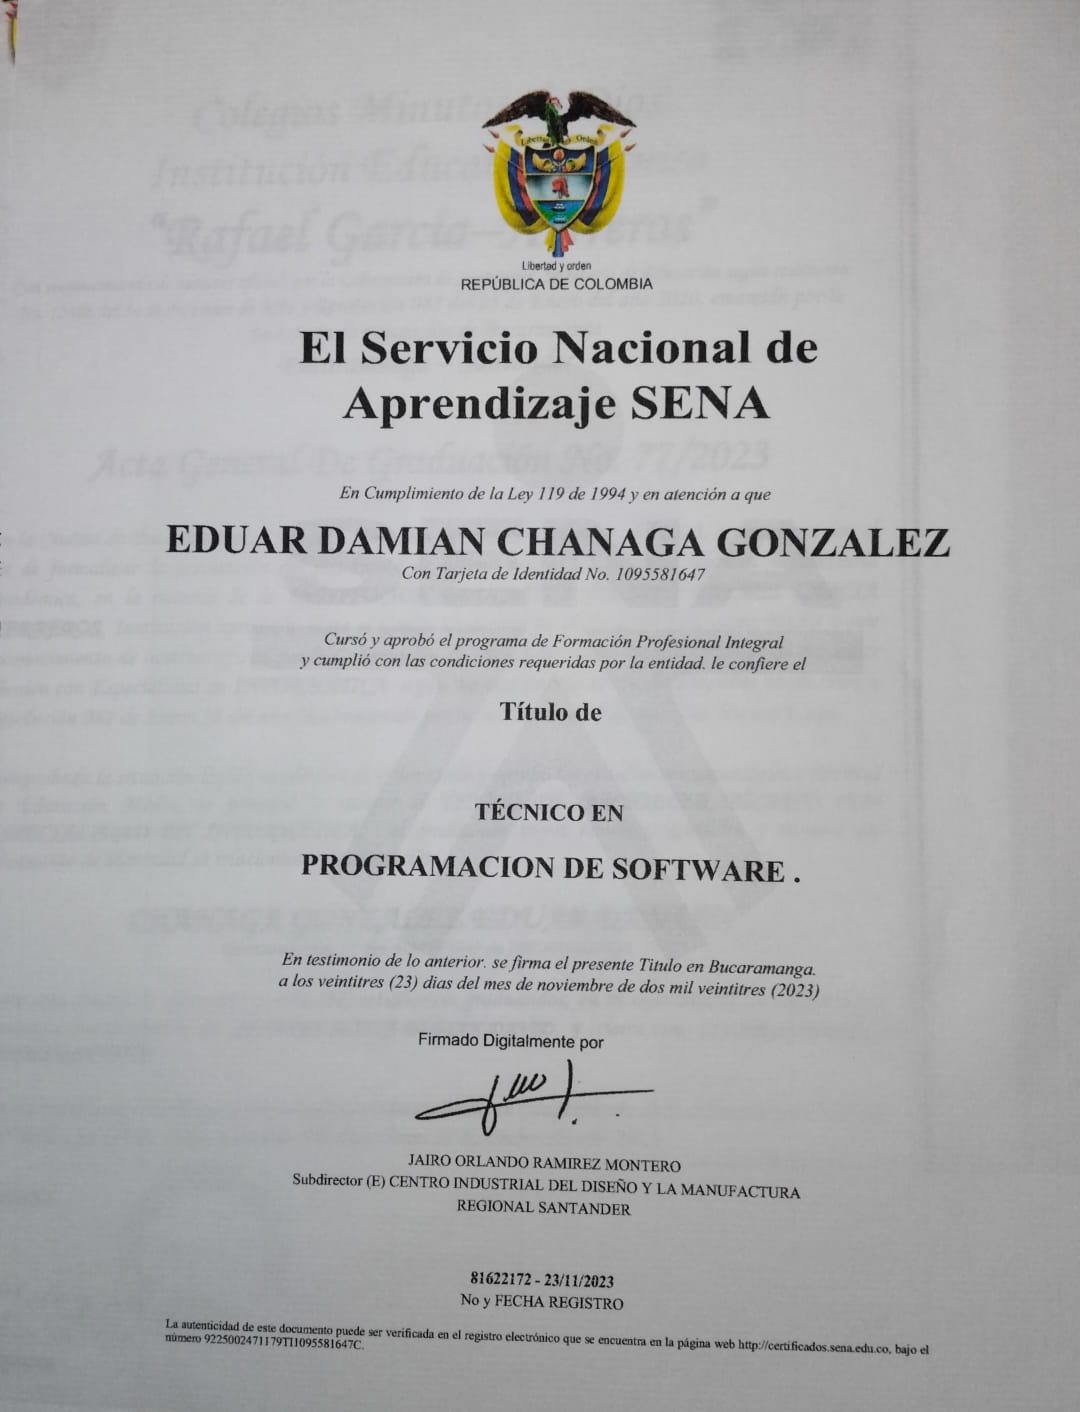 Libertad y Orden
Libertad y orden
REPÚBLICA DE COLOMBIA
El Servicio Nacional de
Aprendizaje SENA
En Cumplimiento de la Ley 119 de 1994 y en atención a que
EDUAR DAMIAN CHANAGA GONZALEZ
Con Tarjeta de Identidad No. 1095581647
Cursó y aprobó el programa de Formación Profesional Integral
y cumplió con las condiciones requeridas por la entidad. le confiere el
Título de
TÉCNICO EN
PROGRAMACION DE SOFTWARE .
En testimonio de lo anterior. se firma el presente Titulo en Bucaramanga.
a los veintitres (23) dias del mes de noviembre de dos mil veintitres (2023)
Firmado Digitalmente por
JAIRO ORLANDO RAMIREZ MONTERO
Subdirector (E) CENTRO INDUSTRIAL DEL DISEÑO Y LA MANUFACTURA
REGIONAL SANTANDER
81622172 - 23/11/2023
No y FECHA REGISTRO
La autenticidad de este documento puede ser verificada en el registro electrónico que se encuentra en la página web http://certificados.sena.edu.co, bajo el
número 9225002471179TI1095581647C.